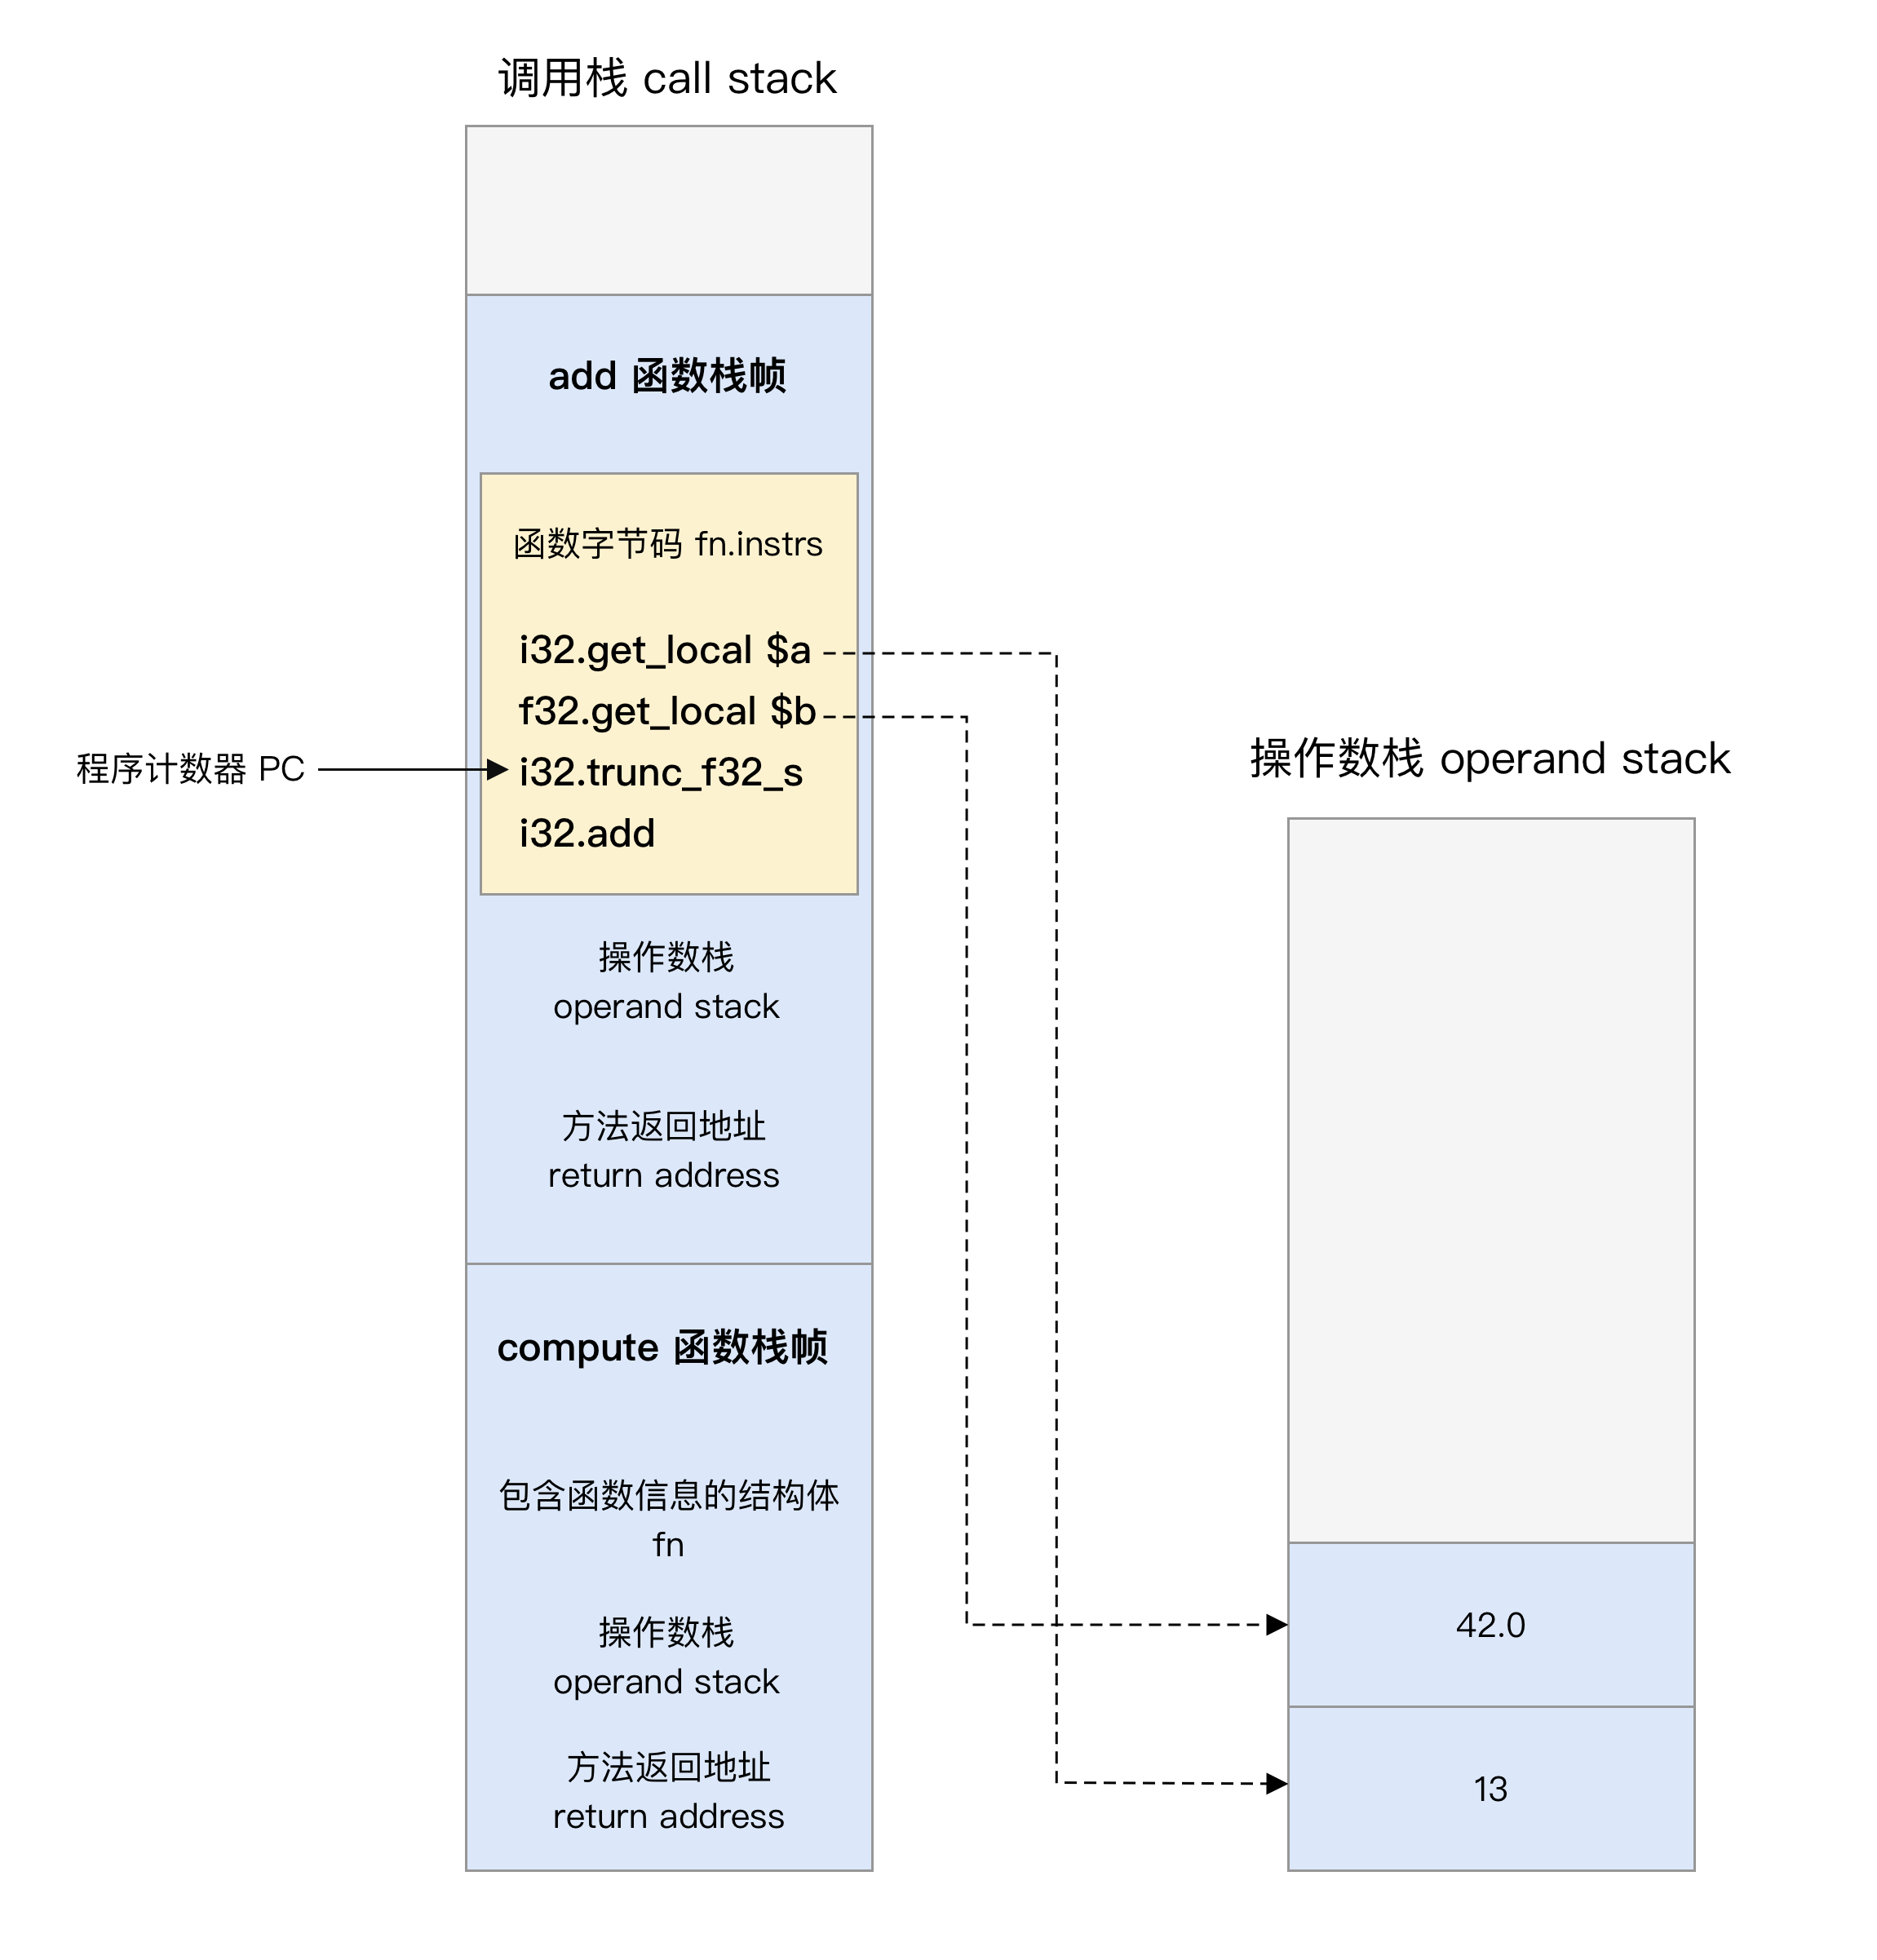 调用栈 call stack
add 函数栈帧
函数字节码 fn.instrs
i32.get_local $a
f32.get_local $b
程序计数器 PC
i32.trunc_f32_s
i32.add
操作数栈
operand stack
方法返回地址
return address
compute 函数栈帧
包含函数信息的结构体
fn
操作数栈
operand stack
方法返回地址
return address
操作数栈 operand stack
42.0
13